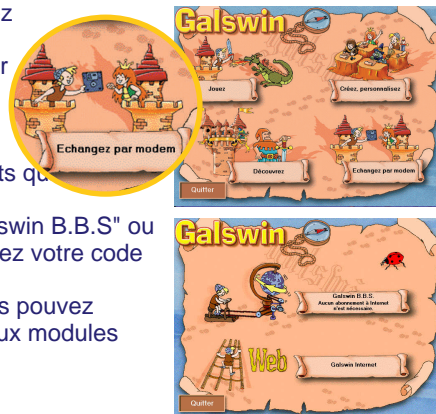 ez
r
ts qu
swin B.B.S" ou
ez votre code
s pouvez
ux modules
Echangez par modem
Galswin
Jouez
Créez, personnalisez
Découvrez
Echangez par modem
Quitter
Galswin
Galswin B.B.S.
Aucun abonnement à Internet
n'est nécessaire.
Web
Galswin Internet
Quitter